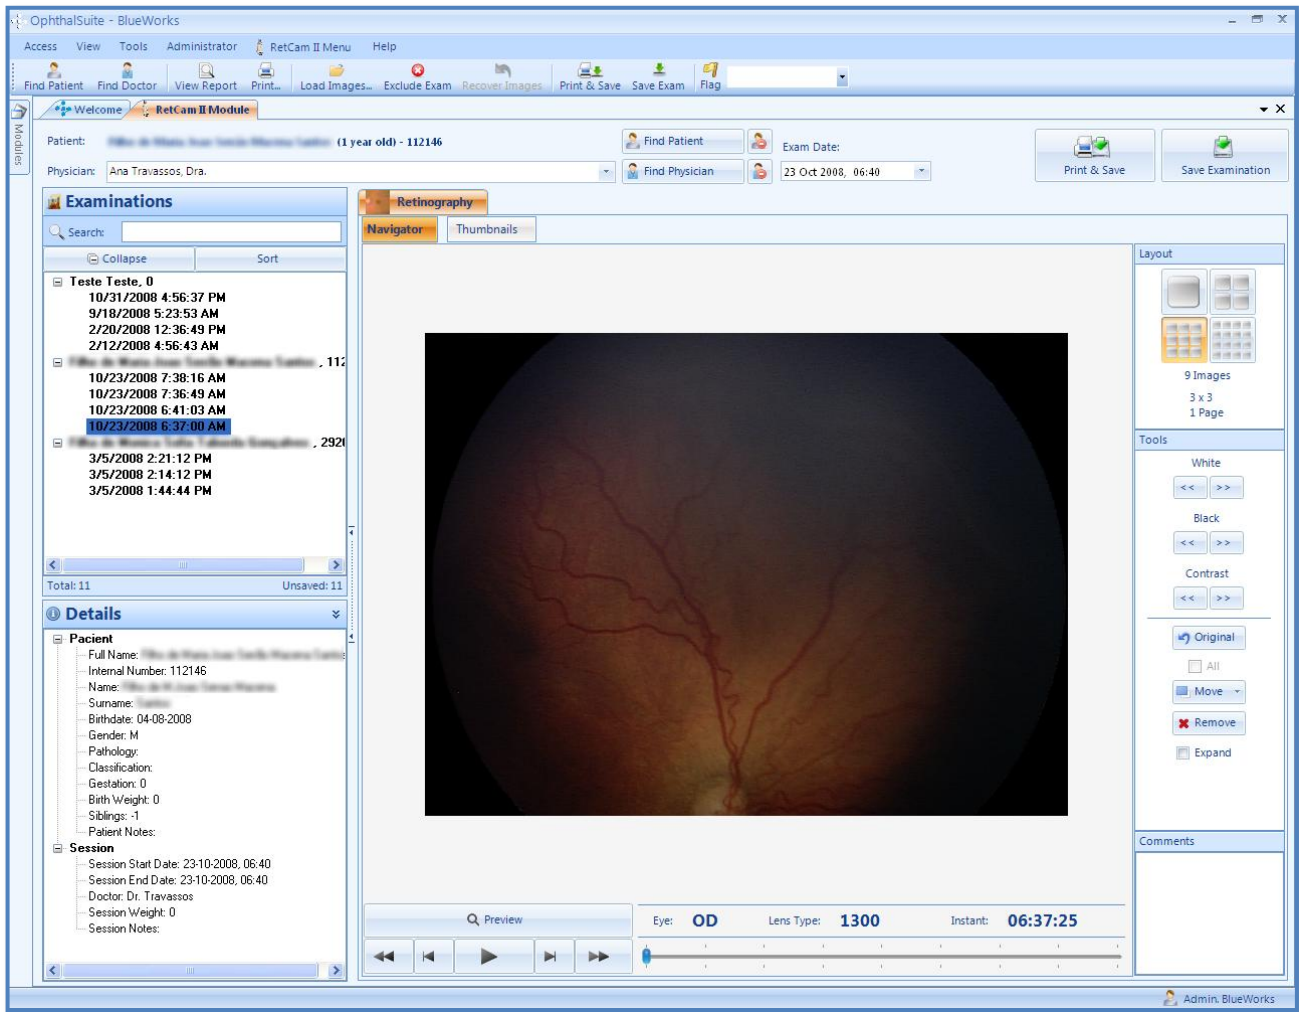 OphthalSuite - BlueWorks
Access View Tools Administrator RetCam II Menu Help
Find Patient Find Doctor View Report Print... Load Images... Exclude Exam Recover Images Print & Save Save Exam Flag
Modules
Welcome RetCam II Module
Patient: (1 year old) - 112146
Find Patient
Exam Date:
Physician: Ana Travassos, Dra.
Find Physician
23 Oct 2008, 06:40
Print & Save
Save Examination
Examinations
Search:
Collapse Sort
Teste Teste, 0
10/31/2008 4:56:37 PM
9/18/2008 5:23:53 AM
2/20/2008 12:36:49 PM
2/12/2008 4:56:43 AM
, 112
10/23/2008 7:38:16 AM
10/23/2008 7:36:49 AM
10/23/2008 6:41:03 AM
10/23/2008 6:37:00 AM
, 2920
3/5/2008 2:21:12 PM
3/5/2008 2:14:12 PM
3/5/2008 1:44:44 PM
Total: 11 Unsaved: 11
Details
Pacient
Full Name:
Internal Number: 112146
Name:
Surname:
Birthdate: 04-08-2008
Gender: M
Pathology:
Classification:
Gestation: 0
Birth Weight: 0
Siblings: -1
Patient Notes:
Session
Session Start Date: 23-10-2008, 06:40
Session End Date: 23-10-2008, 06:40
Doctor: Dr. Travassos
Session Weight: 0
Session Notes:
Retinography
Navigator Thumbnails
Preview
Eye: OD Lens Type: 1300 Instant: 06:37:25
Layout
9 Images
3 x 3
1 Page
Tools
White
<< >>
Black
<< >>
Contrast
<< >>
Original
All
Move
Remove
Expand
Comments
Admin. BlueWorks